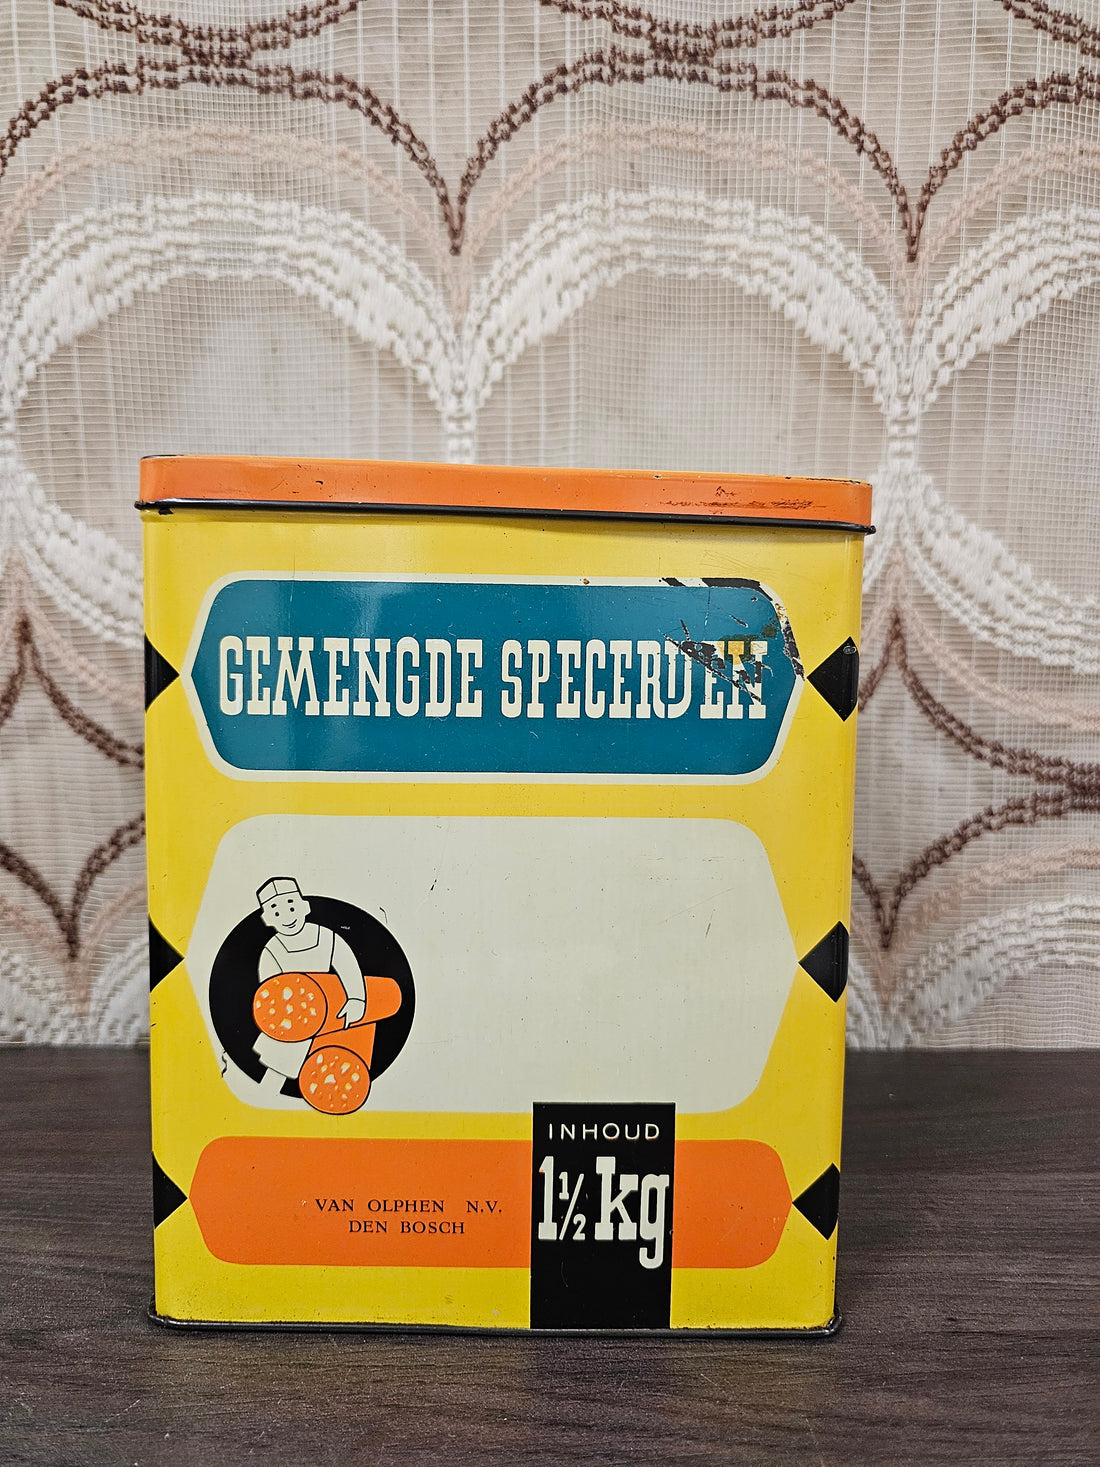 GEMENGDE SPECERIJEN
INHOUD
1½ kg
VAN OLPHEN N.V.
DEN BOSCH